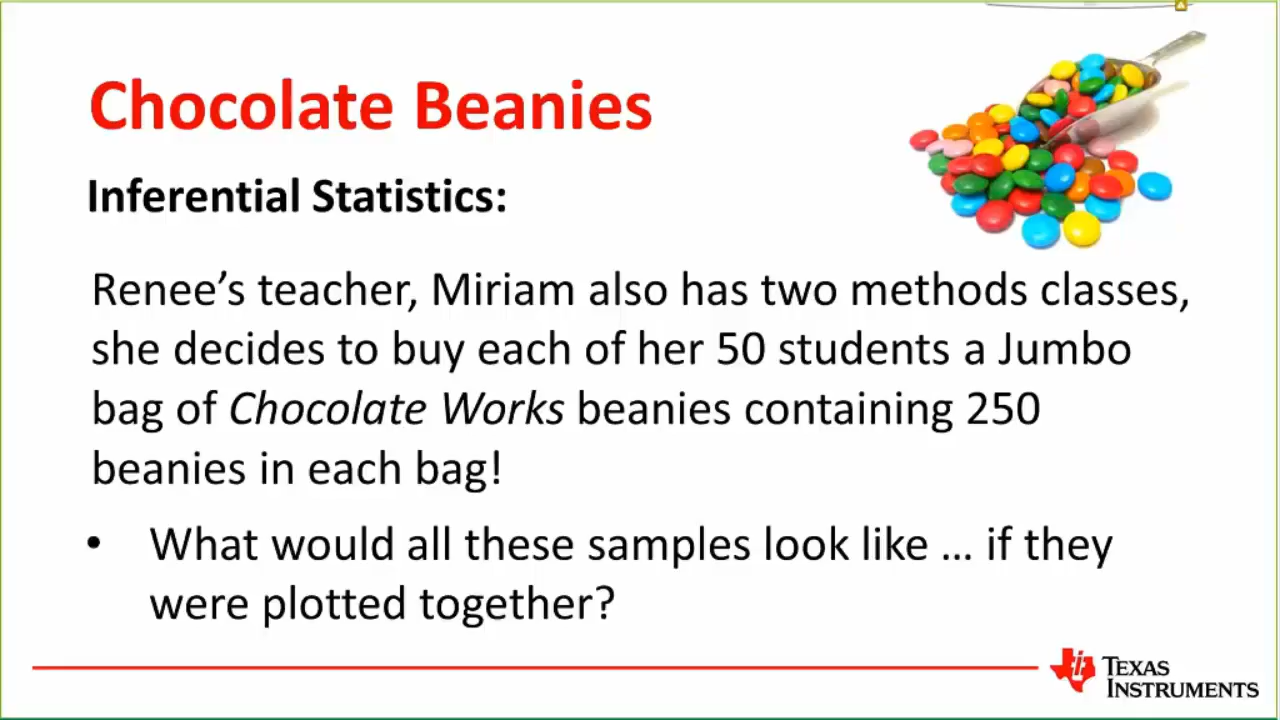 Chocolate Beanies
Inferential Statistics:
Renee’s teacher, Miriam also has two methods classes,
she decides to buy each of her 50 students a Jumbo
bag of Chocolate Works beanies containing 250
beanies in each bag!
• What would all these samples look like ... if they
were plotted together?
TEXAS
INSTRUMENTS